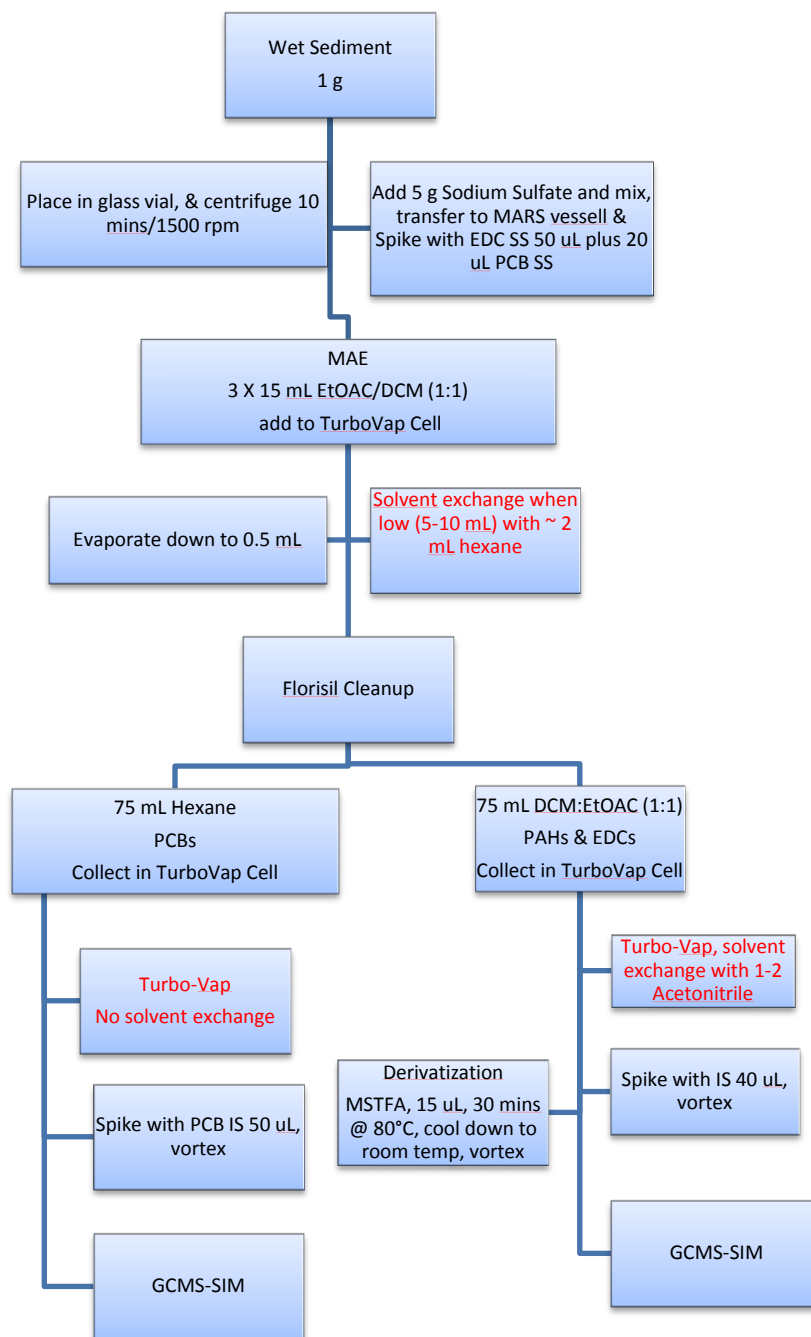 Wet Sediment
1 g
Place in glass vial, & centrifuge 10
mins/1500 rpm
Add 5 g Sodium Sulfate and mix,
transfer to MARS vessell &
Spike with EDC SS 50 uL plus 20
uL PCB SS
MAE
3 X 15 mL EtOAC/DCM (1:1)
add to TurboVap Cell
Evaporate down to 0.5 mL
Solvent exchange when
low (5-10 mL) with ~ 2
mL hexane
Florisil Cleanup
75 mL Hexane
PCBs
Collect in TurboVap Cell
75 mL DCM:EtOAC (1:1)
PAHs & EDCs
Collect in TurboVap Cell
Turbo-Vap
No solvent exchange
Turbo-Vap, solvent
exchange with 1-2
Acetonitrile
Spike with PCB IS 50 uL,
vortex
Derivatization
MSTFA, 15 uL, 30 mins
@ 80°C, cool down to
room temp, vortex
Spike with IS 40 uL,
vortex
GCMS-SIM
GCMS-SIM